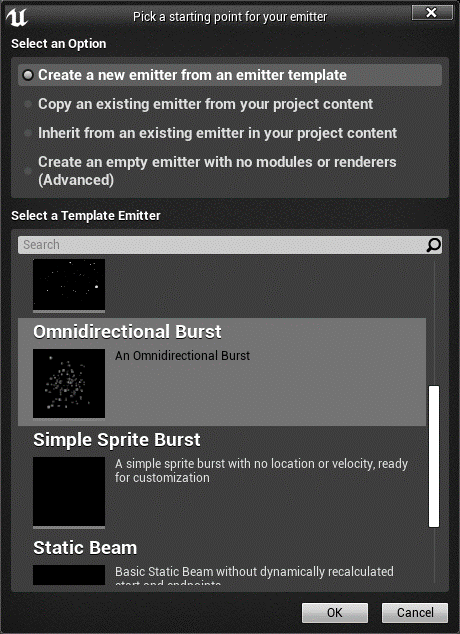 Pick a starting point for your emitter
Select an Option
Create a new emitter from an emitter template
Copy an existing emitter from your project content
Inherit from an existing emitter in your project content
Create an empty emitter with no modules or renderers
(Advanced)
Select a Template Emitter
Search
Omnidirectional Burst
An Omnidirectional Burst
Simple Sprite Burst
A simple sprite burst with no location or velocity, ready
for customization
Static Beam
Basic Static Beam without dynamically recalculated
start and endpoints
OK
Cancel